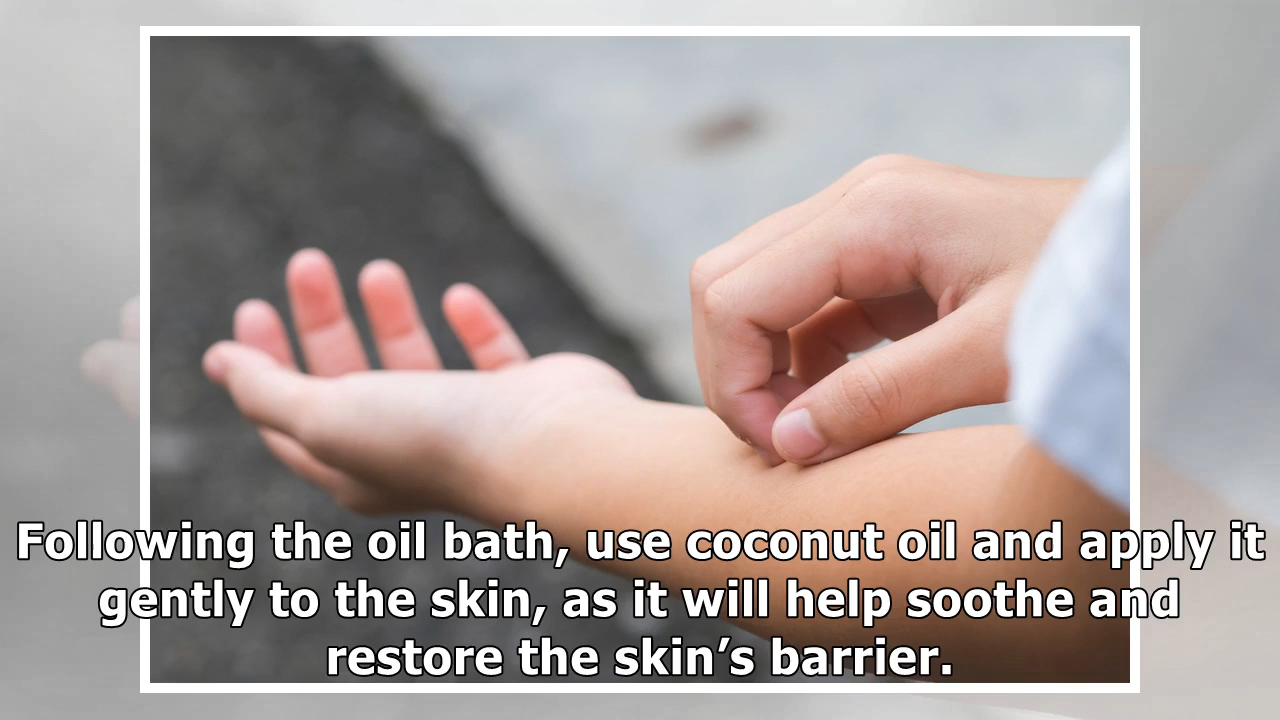 Following the oil bath, use coconut oil and apply it
gently to the skin, as it will help soothe and
restore the skin’s barrier.